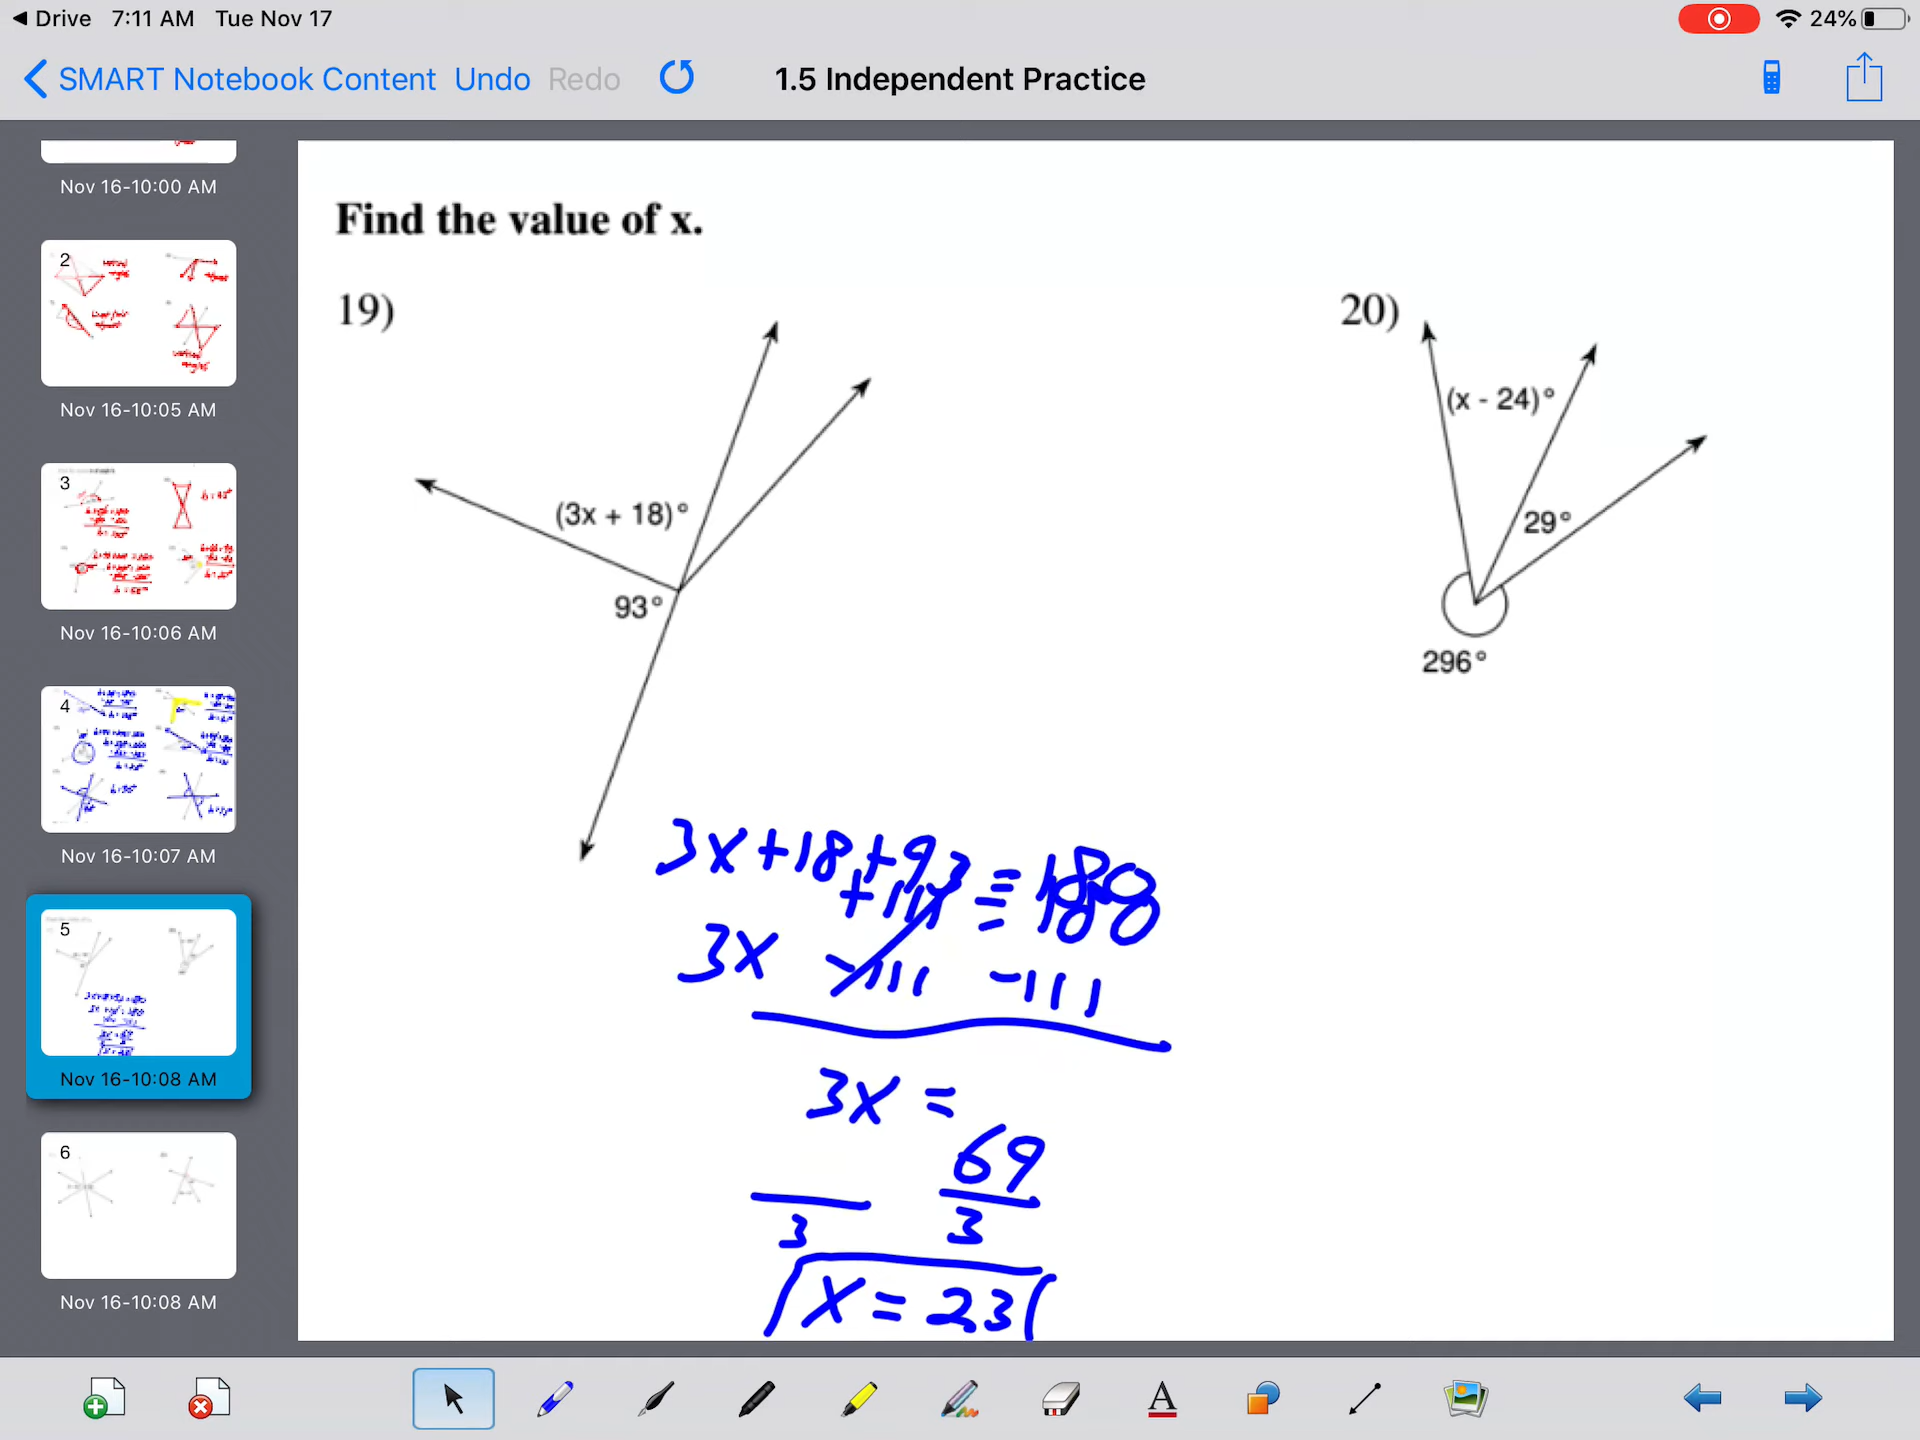 Drive 7:11 AM Tue Nov 17 24%
SMART Notebook Content Undo Redo 1.5 Independent Practice
Nov 16-10:00 AM
2
Nov 16-10:05 AM
3
Nov 16-10:06 AM
4
Nov 16-10:07 AM
5
Nov 16-10:08 AM
6
Nov 16-10:08 AM
Find the value of x.
19)
(3x + 18)°
93°
20)
(x - 24)°
29°
296°
3x+18+93 = 180
3x +111 = 180
-111 -111
3x =
69
3 3
x = 23
A